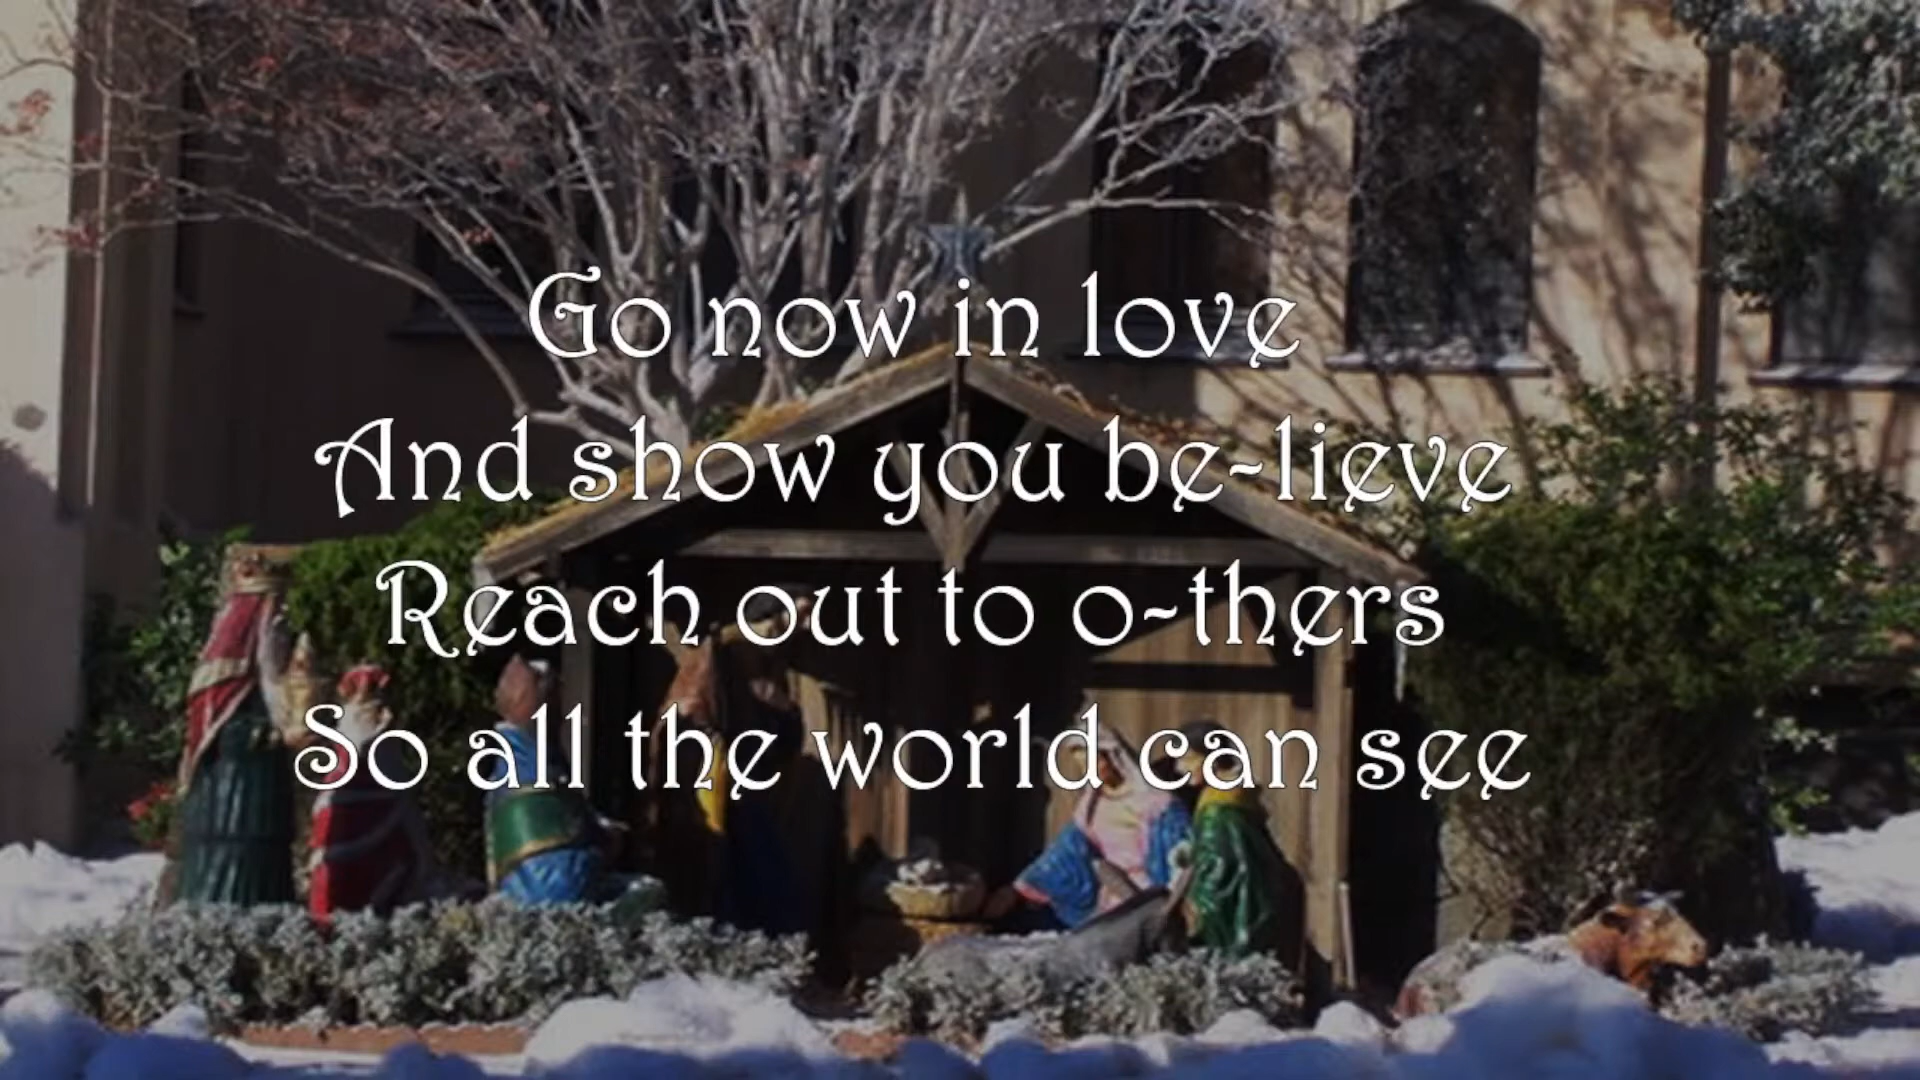 Go now in love
And show you be-lieve
Reach out to o-thers
So all the world can see